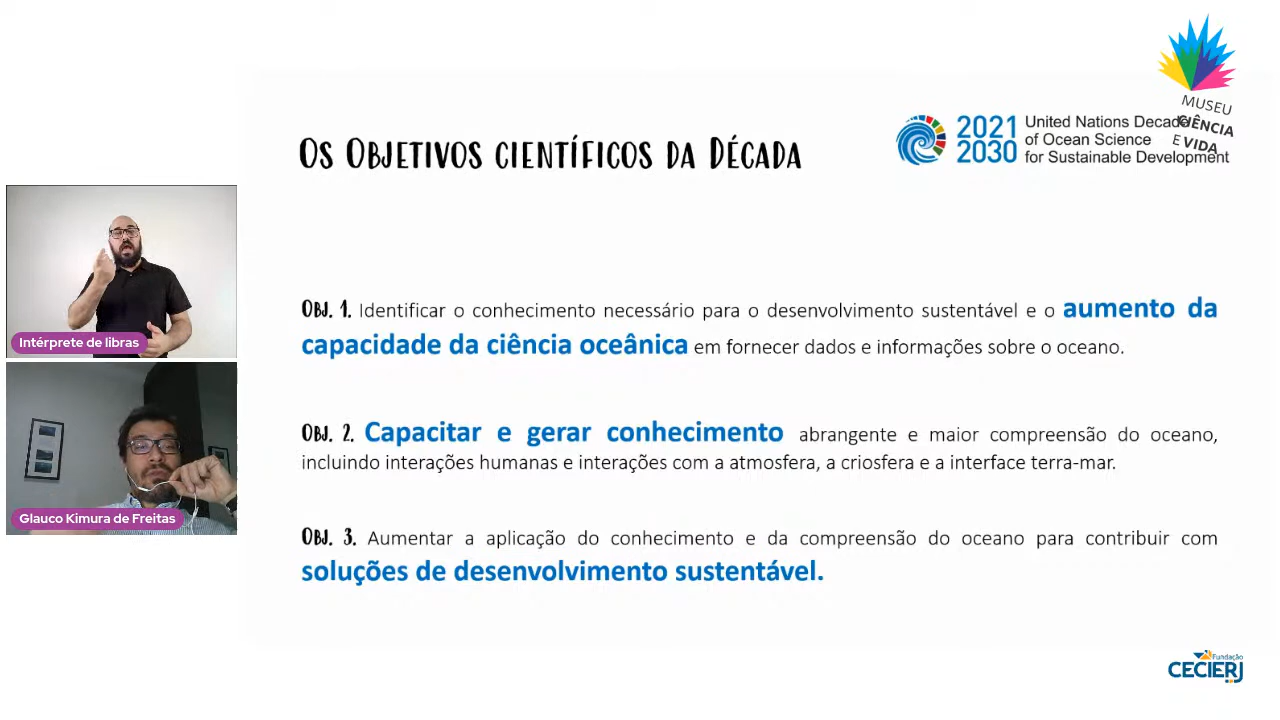 MUSEU
CIÊNCIA
E VIDA
Os Objetivos científicos da Década
2021
2030
United Nations Decade
of Ocean Science
for Sustainable Development
Obj. 1. Identificar o conhecimento necessário para o desenvolvimento sustentável e o aumento da
capacidade da ciência oceânica em fornecer dados e informações sobre o oceano.
Obj. 2. Capacitar e gerar conhecimento abrangente e maior compreensão do oceano,
incluindo interações humanas e interações com a atmosfera, a criosfera e a interface terra-mar.
Obj. 3. Aumentar a aplicação do conhecimento e da compreensão do oceano para contribuir com
soluções de desenvolvimento sustentável.
Intérprete de libras
Glauco Kimura de Freitas
Fundação
CECIERJ